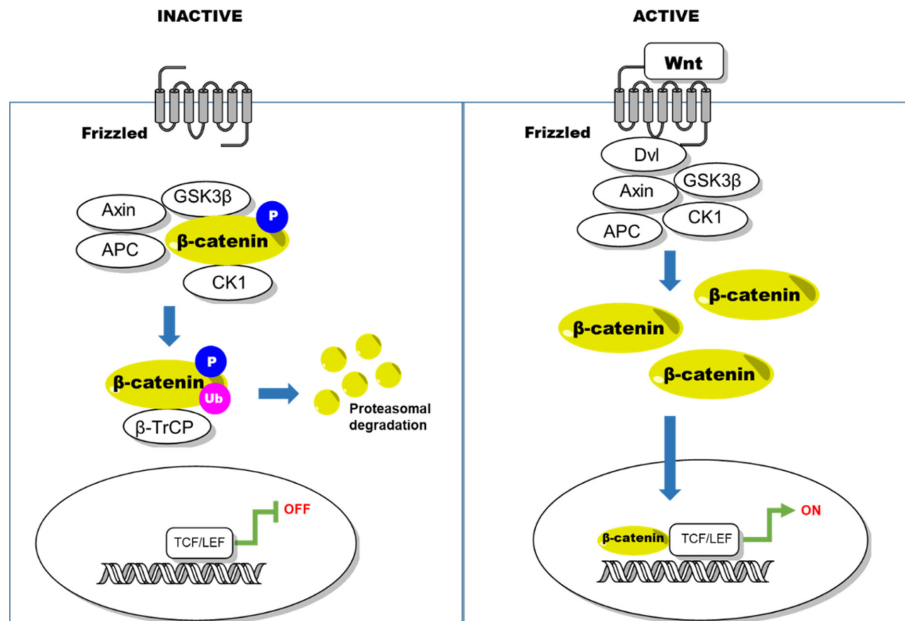 INACTIVE
Frizzled
Axin
GSK3β
P
APC
β-catenin
CK1
β-catenin
P
Ub
β-TrCP
Proteasomal
degradation
TCF/LEF
OFF
ACTIVE
Wnt
Frizzled
Dvl
Axin
GSK3β
APC
CK1
β-catenin
β-catenin
β-catenin
β-catenin
TCF/LEF
ON